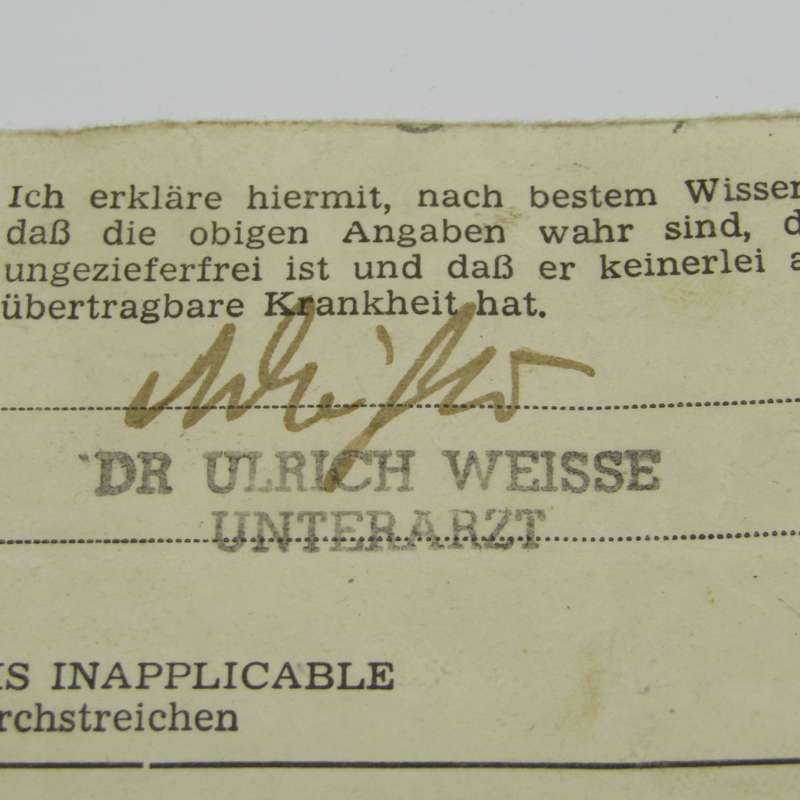 Ich erkläre hiermit, nach bestem Wissen
daß die obigen Angaben wahr sind, d
ungezieferfrei ist und daß er keinerlei a
übertragbare Krankheit hat.
DR ULRICH WEISSE
UNTERARZT
IS INAPPLICABLE
rchstreichen